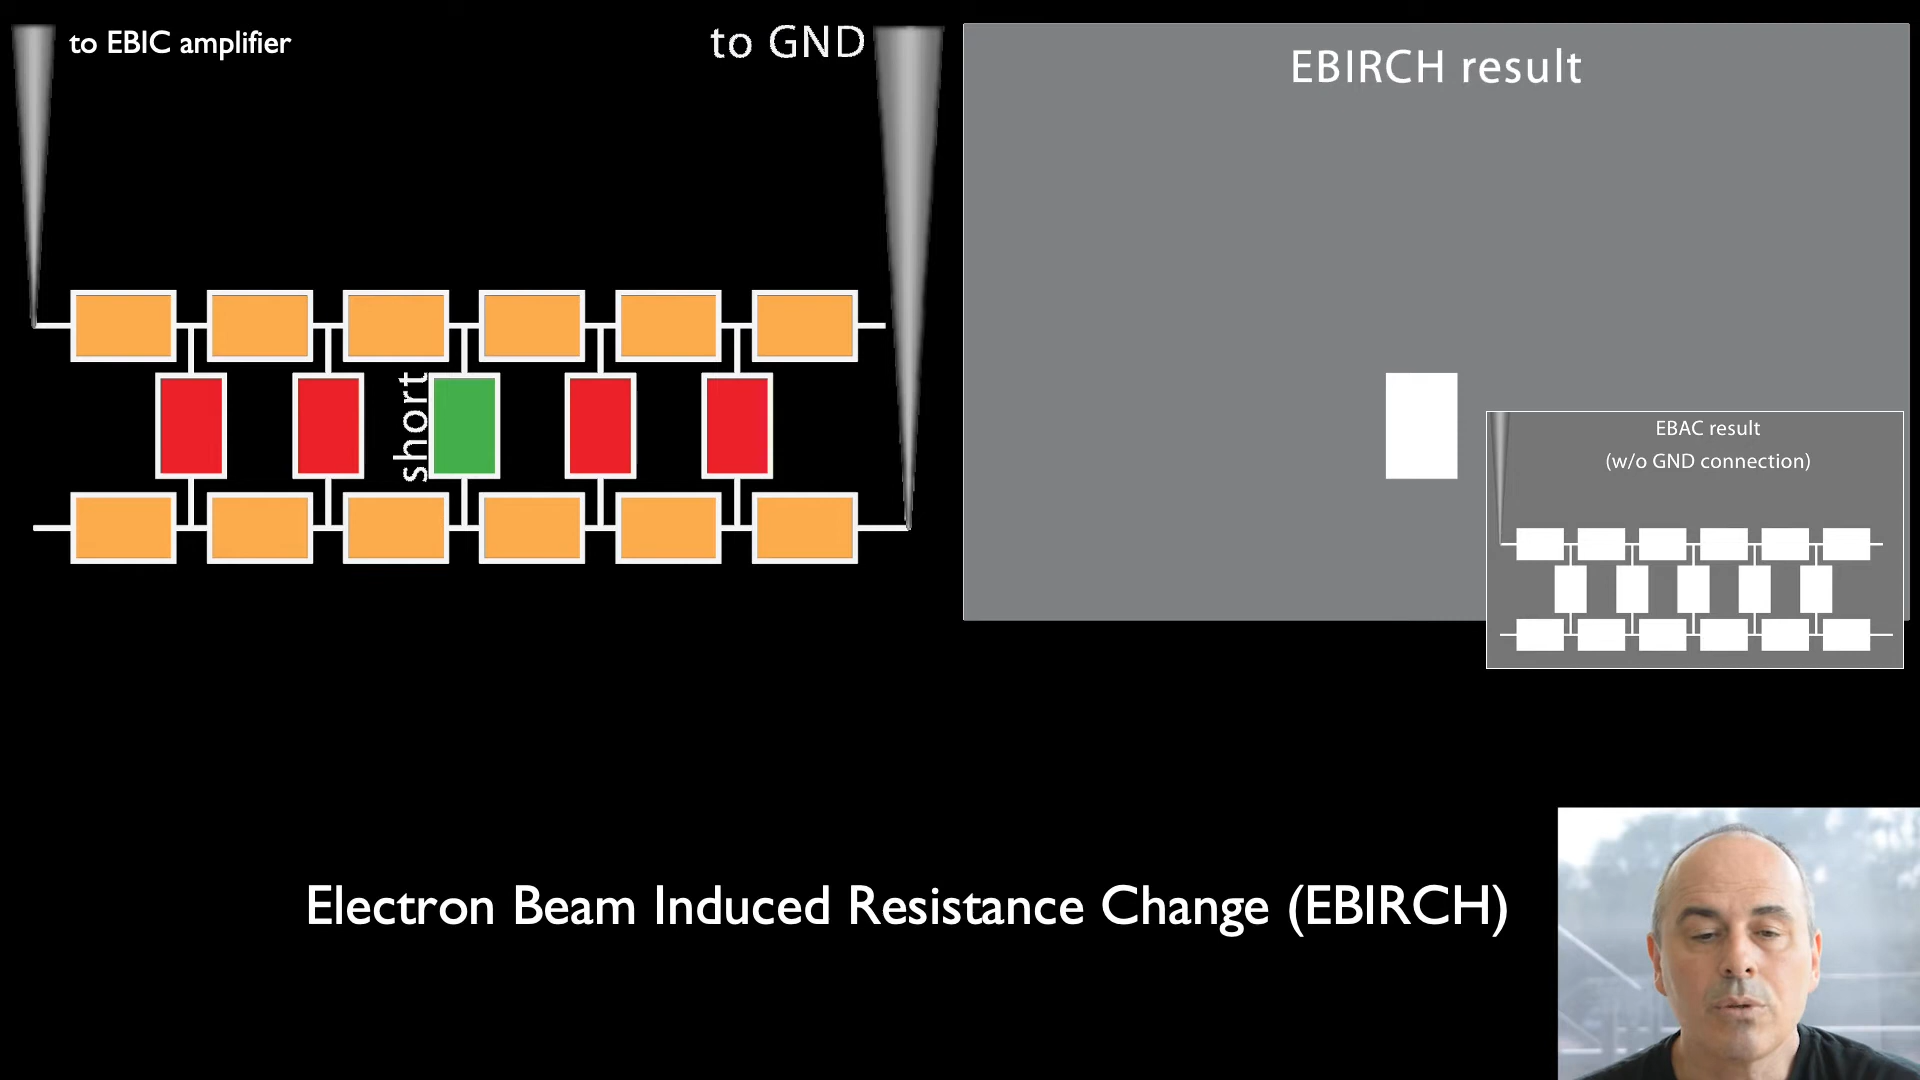 to EBIC amplifier
to GND
EBIRCH result
short
EBAC result
(w/o GND connection)
Electron Beam Induced Resistance Change (EBIRCH)